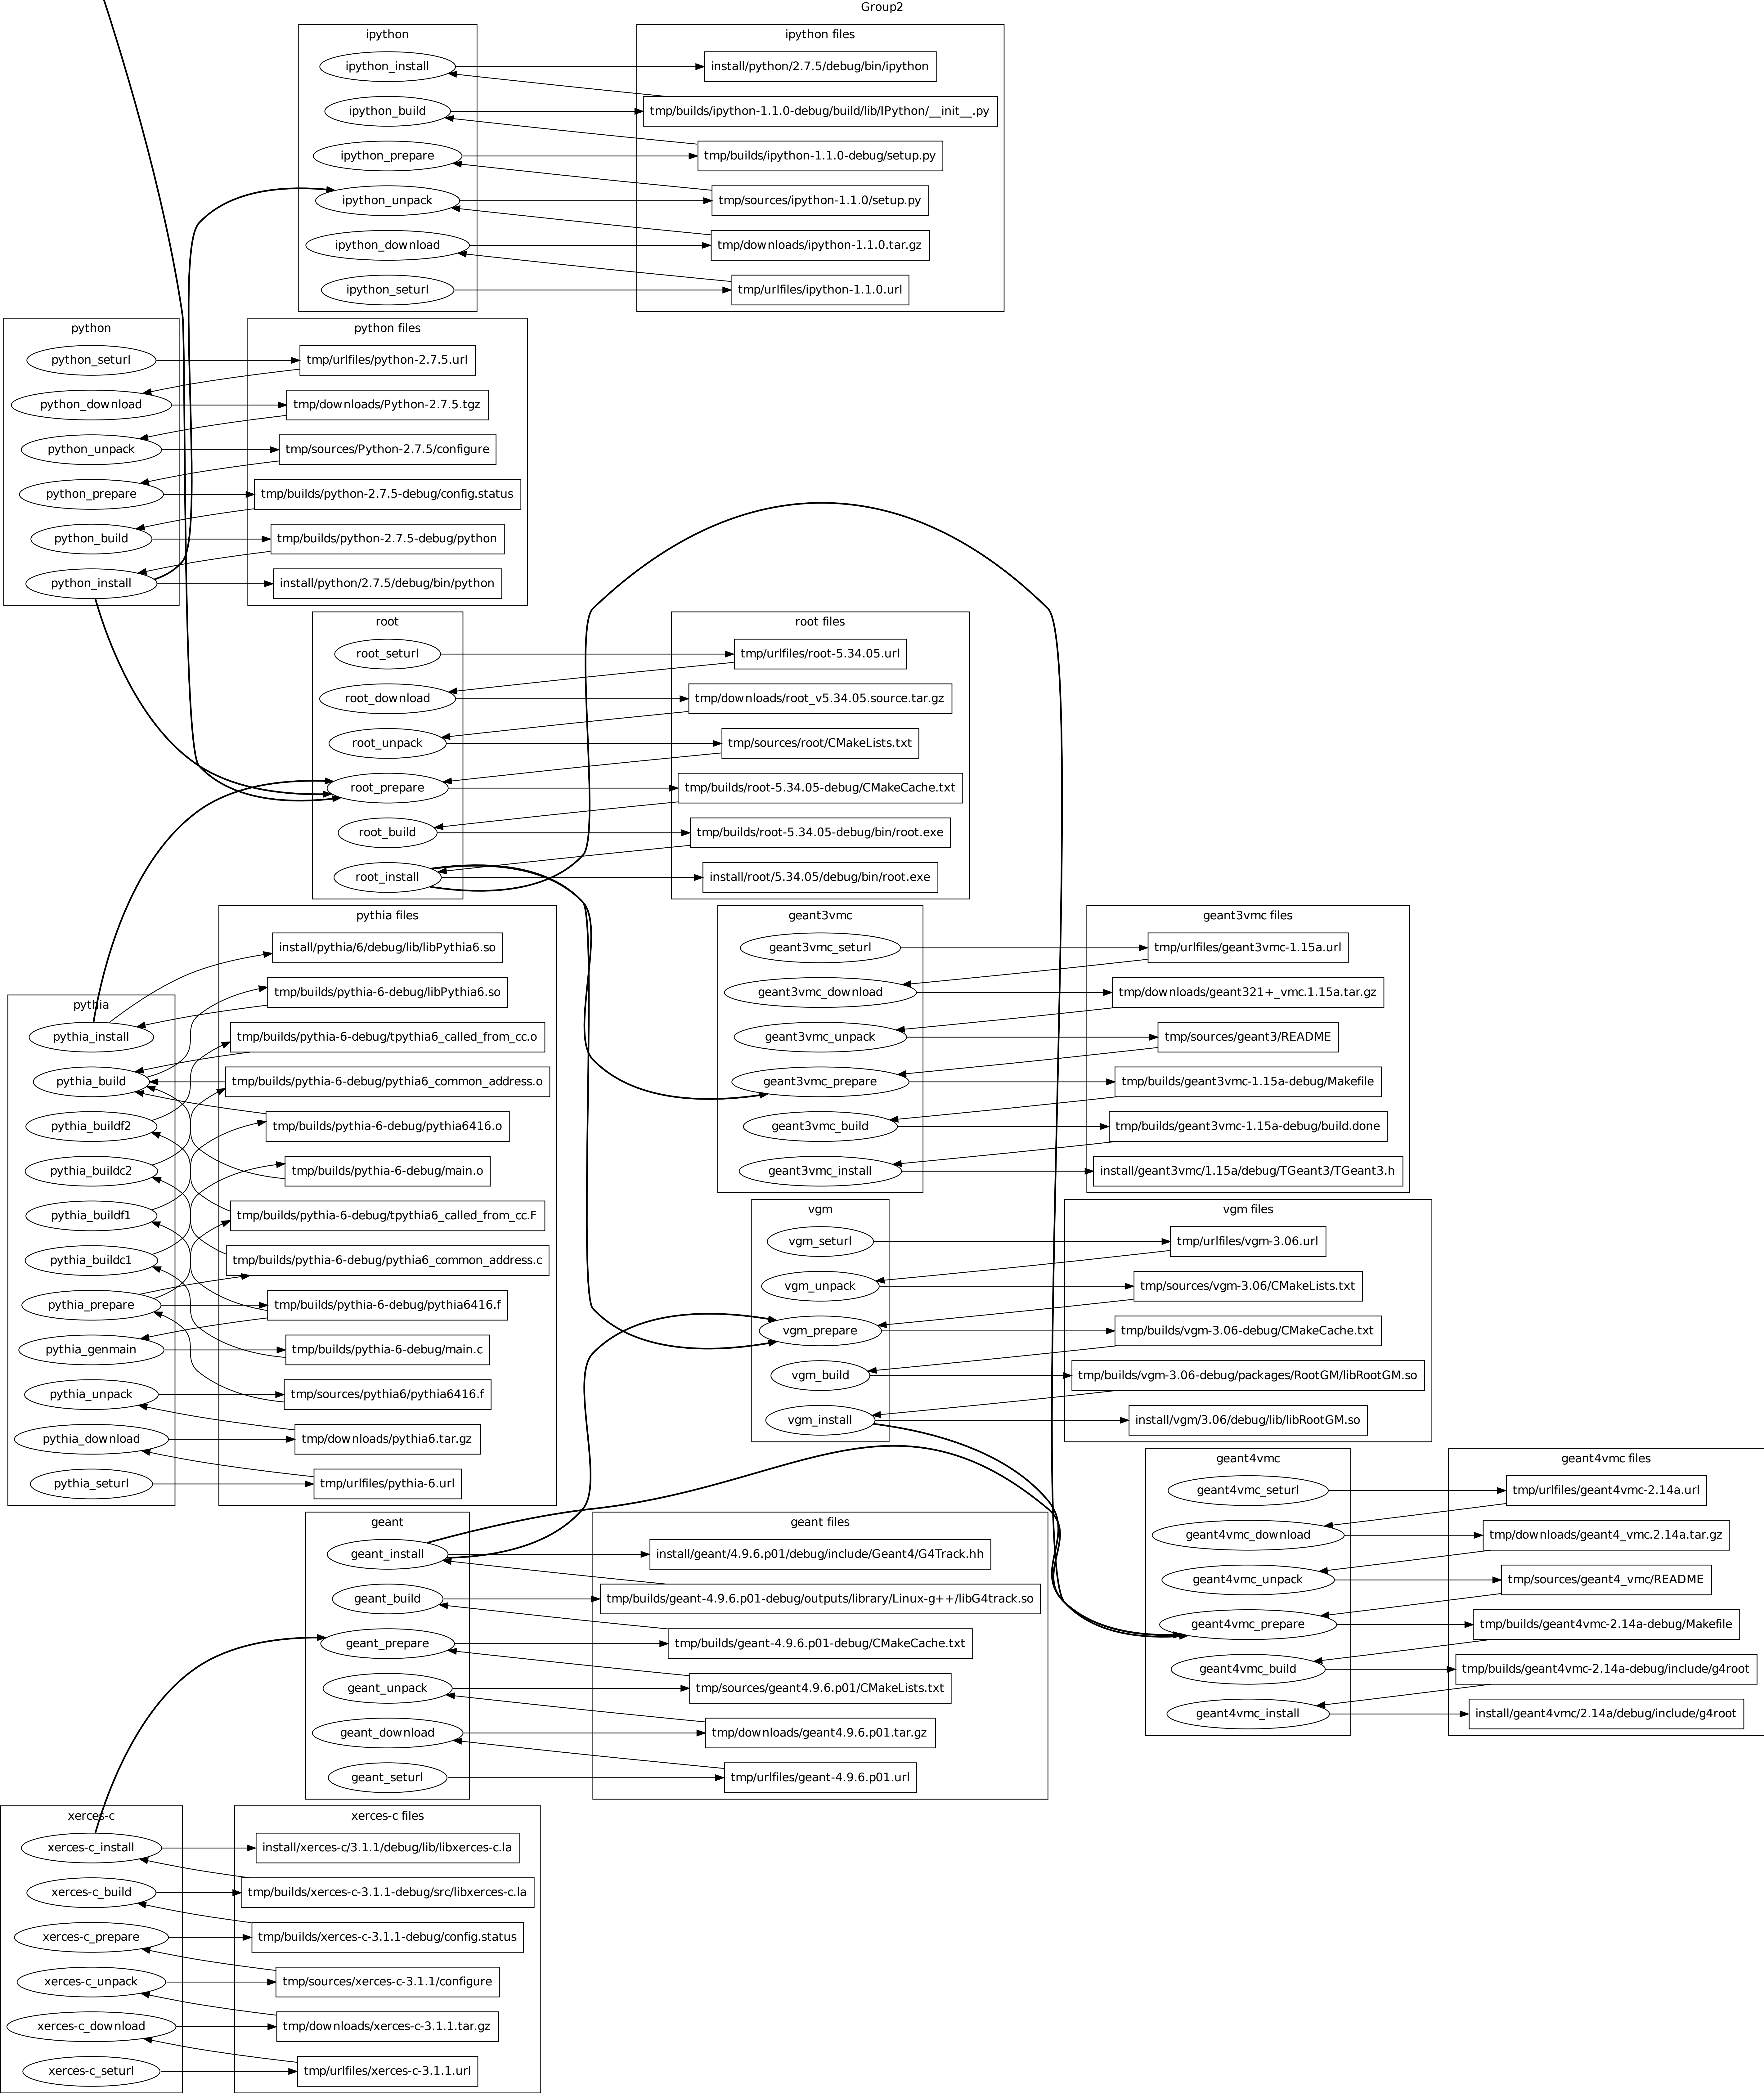 Group2
ipython
ipython_install
ipython_build
ipython_prepare
ipython_unpack
ipython_download
ipython_seturl
ipython files
install/python/2.7.5/debug/bin/ipython
tmp/builds/ipython-1.1.0-debug/build/lib/IPython/__init__.py
tmp/builds/ipython-1.1.0-debug/setup.py
tmp/sources/ipython-1.1.0/setup.py
tmp/downloads/ipython-1.1.0.tar.gz
tmp/urlfiles/ipython-1.1.0.url
python
python_seturl
python_download
python_unpack
python_prepare
python_build
python_install
python files
tmp/urlfiles/python-2.7.5.url
tmp/downloads/Python-2.7.5.tgz
tmp/sources/Python-2.7.5/configure
tmp/builds/python-2.7.5-debug/config.status
tmp/builds/python-2.7.5-debug/python
install/python/2.7.5/debug/bin/python
root
root_seturl
root_download
root_unpack
root_prepare
root_build
root_install
root files
tmp/urlfiles/root-5.34.05.url
tmp/downloads/root_v5.34.05.source.tar.gz
tmp/sources/root/CMakeLists.txt
tmp/builds/root-5.34.05-debug/CMakeCache.txt
tmp/builds/root-5.34.05-debug/bin/root.exe
install/root/5.34.05/debug/bin/root.exe
pythia
pythia_install
pythia_build
pythia_buildf2
pythia_buildc2
pythia_buildf1
pythia_buildc1
pythia_prepare
pythia_genmain
pythia_unpack
pythia_download
pythia_seturl
pythia files
install/pythia/6/debug/lib/libPythia6.so
tmp/builds/pythia-6-debug/libPythia6.so
tmp/builds/pythia-6-debug/tpythia6_called_from_cc.o
tmp/builds/pythia-6-debug/pythia6_common_address.o
tmp/builds/pythia-6-debug/pythia6416.o
tmp/builds/pythia-6-debug/main.o
tmp/builds/pythia-6-debug/tpythia6_called_from_cc.F
tmp/builds/pythia-6-debug/pythia6_common_address.c
tmp/builds/pythia-6-debug/pythia6416.f
tmp/builds/pythia-6-debug/main.c
tmp/sources/pythia6/pythia6416.f
tmp/downloads/pythia6.tar.gz
tmp/urlfiles/pythia-6.url
geant3vmc
geant3vmc_seturl
geant3vmc_download
geant3vmc_unpack
geant3vmc_prepare
geant3vmc_build
geant3vmc_install
geant3vmc files
tmp/urlfiles/geant3vmc-1.15a.url
tmp/downloads/geant321+_vmc.1.15a.tar.gz
tmp/sources/geant3/README
tmp/builds/geant3vmc-1.15a-debug/Makefile
tmp/builds/geant3vmc-1.15a-debug/build.done
install/geant3vmc/1.15a/debug/TGeant3/TGeant3.h
vgm
vgm_seturl
vgm_unpack
vgm_prepare
vgm_build
vgm_install
vgm files
tmp/urlfiles/vgm-3.06.url
tmp/sources/vgm-3.06/CMakeLists.txt
tmp/builds/vgm-3.06-debug/CMakeCache.txt
tmp/builds/vgm-3.06-debug/packages/RootGM/libRootGM.so
install/vgm/3.06/debug/lib/libRootGM.so
geant4vmc
geant4vmc_seturl
geant4vmc_download
geant4vmc_unpack
geant4vmc_prepare
geant4vmc_build
geant4vmc_install
geant4vmc files
tmp/urlfiles/geant4vmc-2.14a.url
tmp/downloads/geant4_vmc.2.14a.tar.gz
tmp/sources/geant4_vmc/README
tmp/builds/geant4vmc-2.14a-debug/Makefile
tmp/builds/geant4vmc-2.14a-debug/include/g4root
install/geant4vmc/2.14a/debug/include/g4root
geant
geant_install
geant_build
geant_prepare
geant_unpack
geant_download
geant_seturl
geant files
install/geant/4.9.6.p01/debug/include/Geant4/G4Track.hh
tmp/builds/geant-4.9.6.p01-debug/outputs/library/Linux-g++/libG4track.so
tmp/builds/geant-4.9.6.p01-debug/CMakeCache.txt
tmp/sources/geant4.9.6.p01/CMakeLists.txt
tmp/downloads/geant4.9.6.p01.tar.gz
tmp/urlfiles/geant-4.9.6.p01.url
xerces-c
xerces-c_install
xerces-c_build
xerces-c_prepare
xerces-c_unpack
xerces-c_download
xerces-c_seturl
xerces-c files
install/xerces-c/3.1.1/debug/lib/libxerces-c.la
tmp/builds/xerces-c-3.1.1-debug/src/libxerces-c.la
tmp/builds/xerces-c-3.1.1-debug/config.status
tmp/sources/xerces-c-3.1.1/configure
tmp/downloads/xerces-c-3.1.1.tar.gz
tmp/urlfiles/xerces-c-3.1.1.url